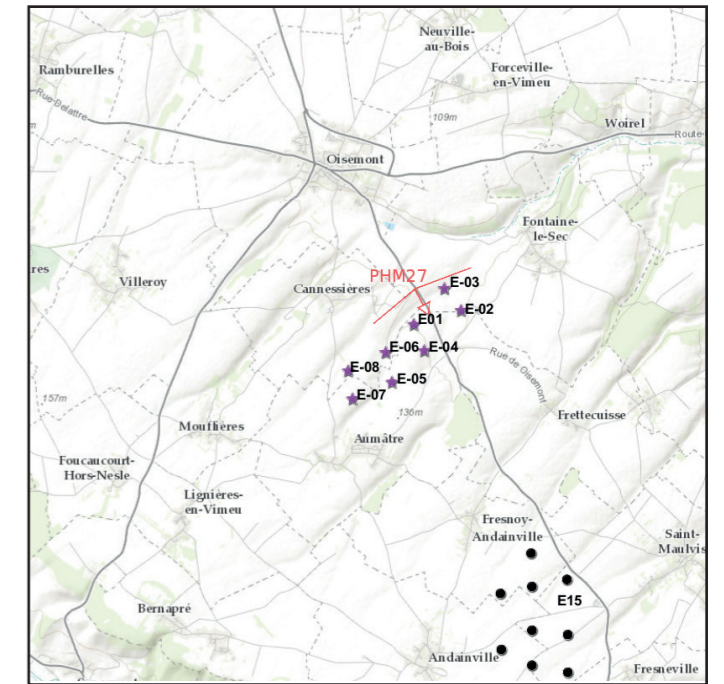 Neuville-
au-Bois
Ramburelles
Forceville-
en-Vimeu
Rue Delattre
109m
Woirel
Route
m
Oisemont
Fontaine-
le-Sec
res
Villeroy
PHM27
Cannessières
E-03
E-02
E01
E-06
E-04
Rue de Oisemont
E-08
E-05
E-07
157m
136m
Frettecuisse
Mouflières
Aumâtre
Foucaucourt-
Hors-Nesle
Lignières-
en-Vimeu
Fresnoy-
Andainville
Saint-
Maulvis
E15
Bernapré
Andainville
Fresneville